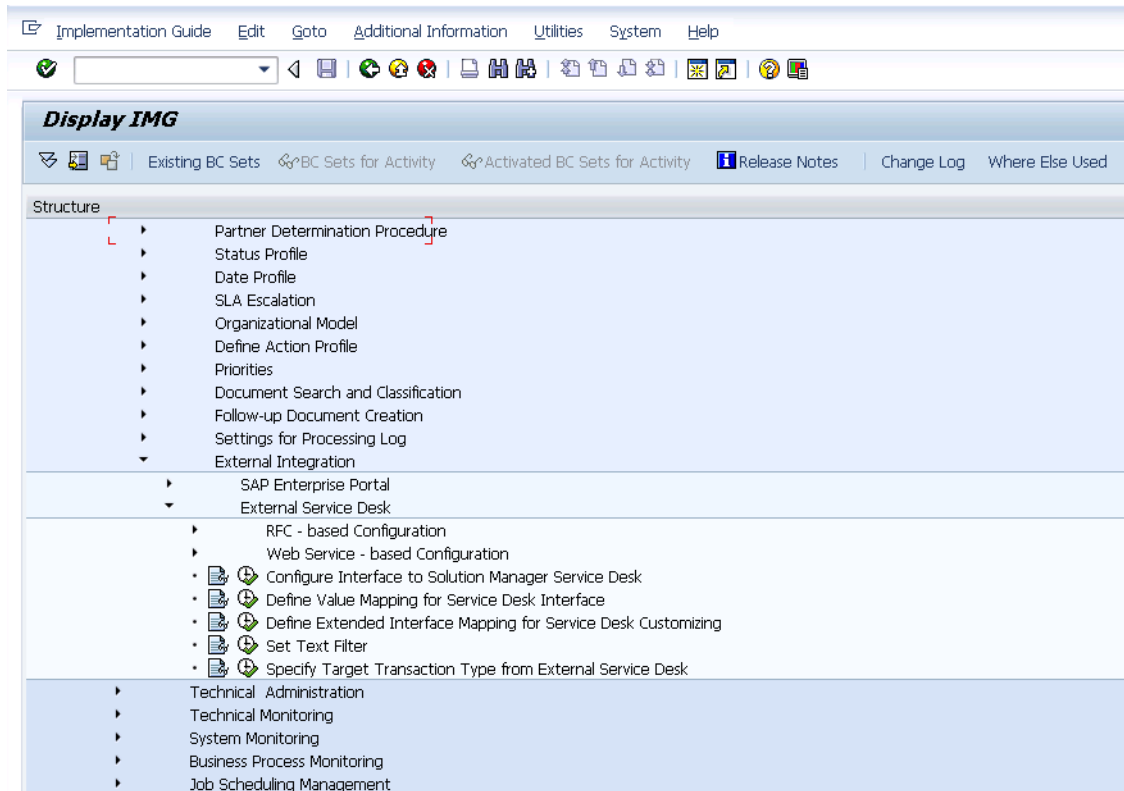 Implementation Guide Edit Goto Additional Information Utilities System Help
Display IMG
Existing BC Sets BC Sets for Activity Activated BC Sets for Activity Release Notes Change Log Where Else Used
Structure
Partner Determination Procedure
Status Profile
Date Profile
SLA Escalation
Organizational Model
Define Action Profile
Priorities
Document Search and Classification
Follow-up Document Creation
Settings for Processing Log
External Integration
SAP Enterprise Portal
External Service Desk
RFC - based Configuration
Web Service - based Configuration
Configure Interface to Solution Manager Service Desk
Define Value Mapping for Service Desk Interface
Define Extended Interface Mapping for Service Desk Customizing
Set Text Filter
Specify Target Transaction Type from External Service Desk
Technical Administration
Technical Monitoring
System Monitoring
Business Process Monitoring
Job Scheduling Management